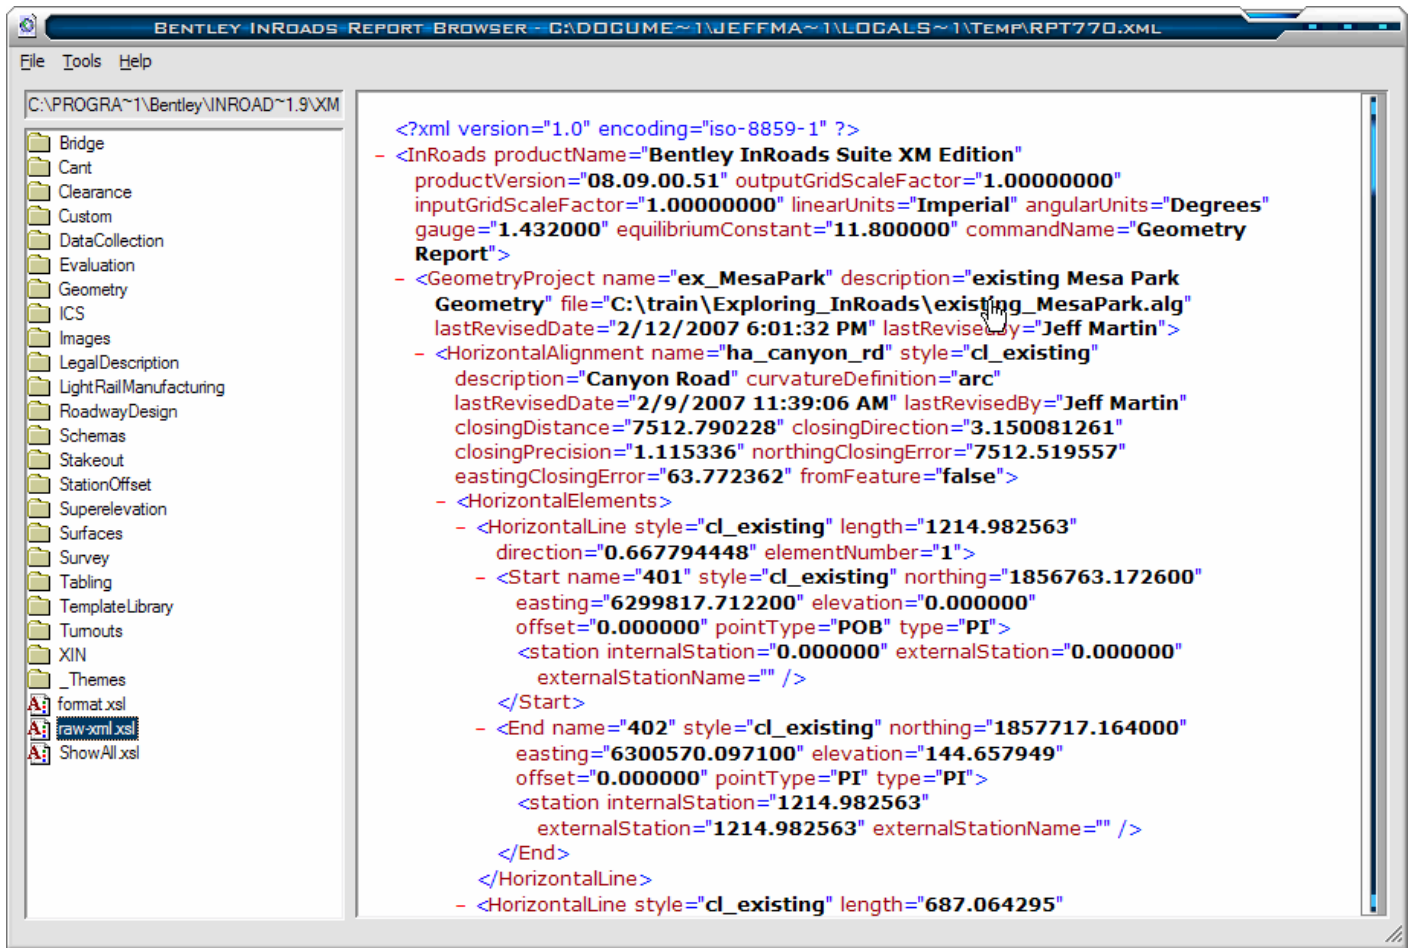 BENTLEY INROADS REPORT BROWSER - C:\DOCUME~1\JEFFMA~1\LOCALS~1\TEMP\RPT770.XML
File Tools Help
C:\PROGRA~1\Bentley\INROAD~1.9\XM
Bridge
Cant
Clearance
Custom
DataCollection
Evaluation
Geometry
ICS
Images
LegalDescription
LightRailManufacturing
RoadwayDesign
Schemas
Stakeout
StationOffset
Superelevation
Surfaces
Survey
Tabling
TemplateLibrary
Turnouts
XIN
_Themes
format.xsl
raw-xml.xsl
ShowAll.xsl
<?xml version="1.0" encoding="iso-8859-1" ?>
- <InRoads productName="Bentley InRoads Suite XM Edition"
productVersion="08.09.00.51" outputGridScaleFactor="1.00000000"
inputGridScaleFactor="1.00000000" linearUnits="Imperial" angularUnits="Degrees"
gauge="1.432000" equilibriumConstant="11.800000" commandName="Geometry
Report">
- <GeometryProject name="ex_MesaPark" description="existing Mesa Park
Geometry" file="C:\train\Exploring_InRoads\existing_MesaPark.alg"
lastRevisedDate="2/12/2007 6:01:32 PM" lastRevisedBy="Jeff Martin">
- <HorizontalAlignment name="ha_canyon_rd" style="cl_existing"
description="Canyon Road" curvatureDefinition="arc"
lastRevisedDate="2/9/2007 11:39:06 AM" lastRevisedBy="Jeff Martin"
closingDistance="7512.790228" closingDirection="3.150081261"
closingPrecision="1.115336" northingClosingError="7512.519557"
eastingClosingError="63.772362" fromFeature="false">
- <HorizontalElements>
- <HorizontalLine style="cl_existing" length="1214.982563"
direction="0.667794448" elementNumber="1">
- <Start name="401" style="cl_existing" northing="1856763.172600"
easting="6299817.712200" elevation="0.000000"
offset="0.000000" pointType="POB" type="PI">
<station internalStation="0.000000" externalStation="0.000000"
externalStationName="" />
</Start>
- <End name="402" style="cl_existing" northing="1857717.164000"
easting="6300570.097100" elevation="144.657949"
offset="0.000000" pointType="PI" type="PI">
<station internalStation="1214.982563"
externalStation="1214.982563" externalStationName="" />
</End>
</HorizontalLine>
- <HorizontalLine style="cl_existing" length="687.064295"